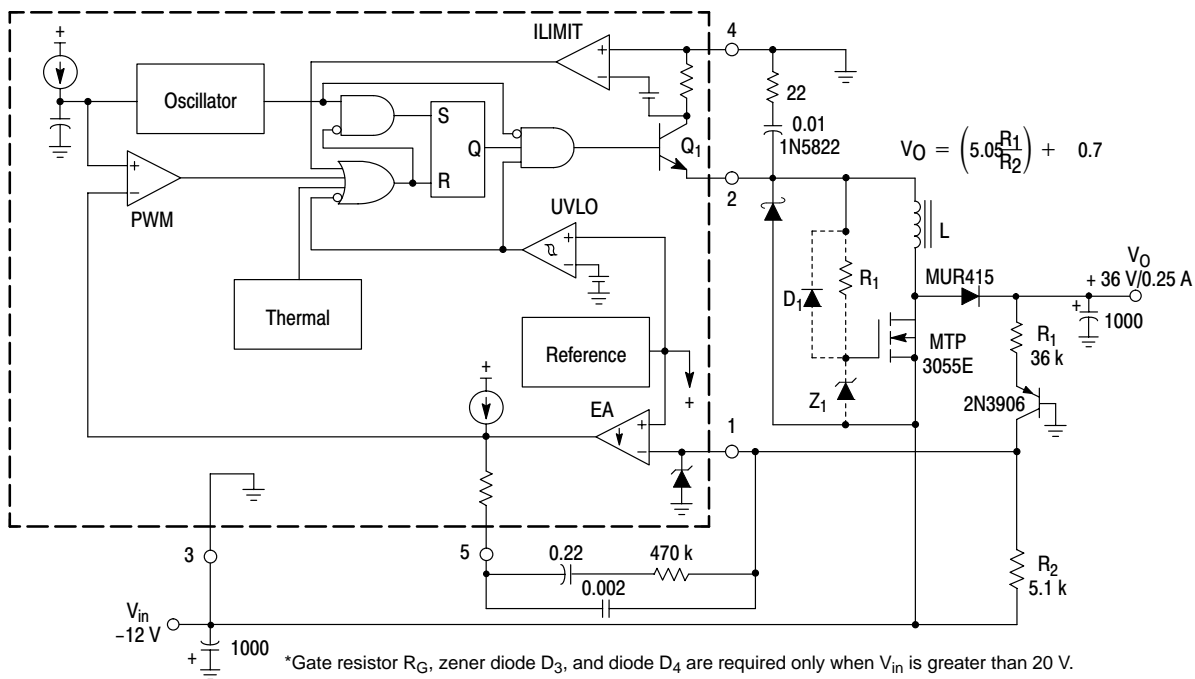 ILIMIT
4
+
+
−
Oscillator
22
0.01
1N5822
S
Q
R
Q1
VO = (5.05 R1/R2) + 0.7
+
−
PWM
2
UVLO
+
−
L
Thermal
D1
R1
MUR415
VO
+ 36 V/0.25 A
+
1000
MTP
3055E
R1
36 k
Reference
+
Z1
2N3906
+
EA
+
−
1
3
5
0.22
470 k
0.002
R2
5.1 k
Vin
−12 V
+
1000
*Gate resistor RG, zener diode D3, and diode D4 are required only when Vin is greater than 20 V.